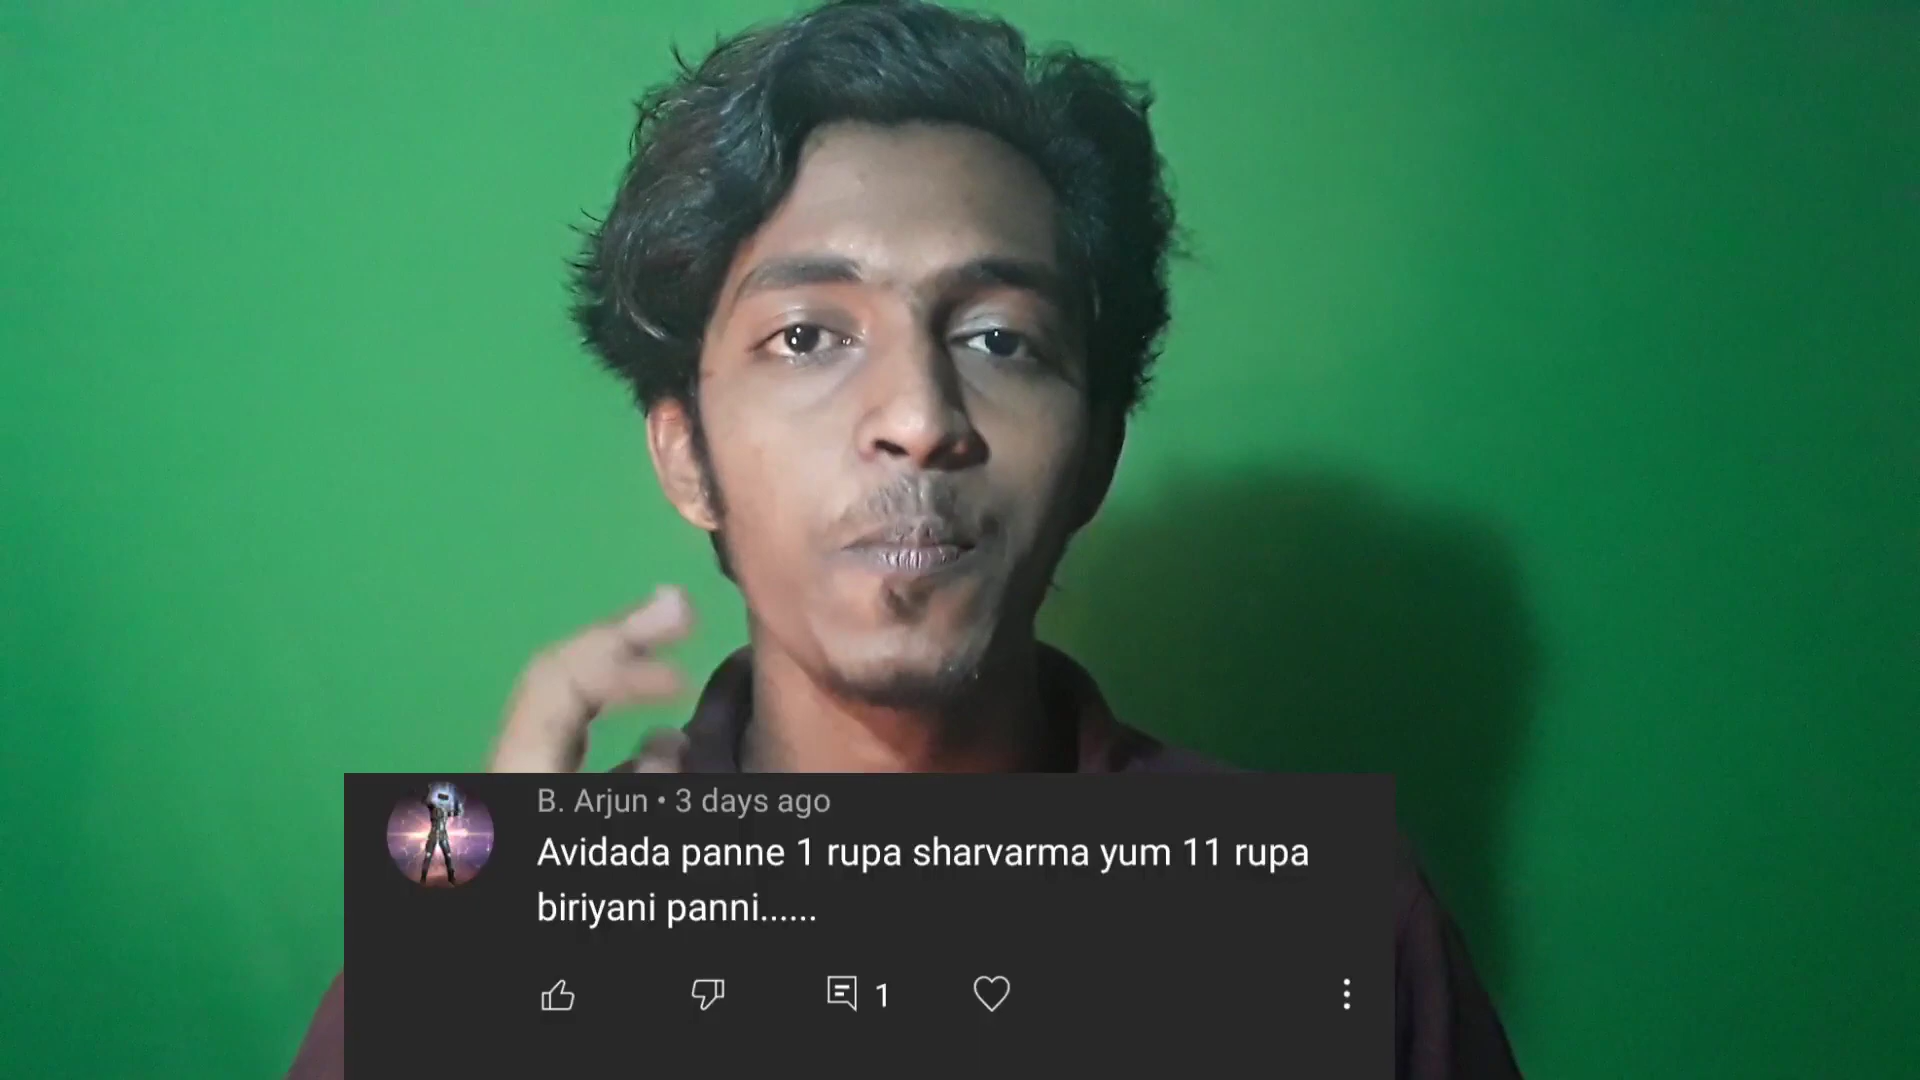 B. Arjun • 3 days ago
Avidada panne 1 rupa sharvarma yum 11 rupa
biriyani panni......
1